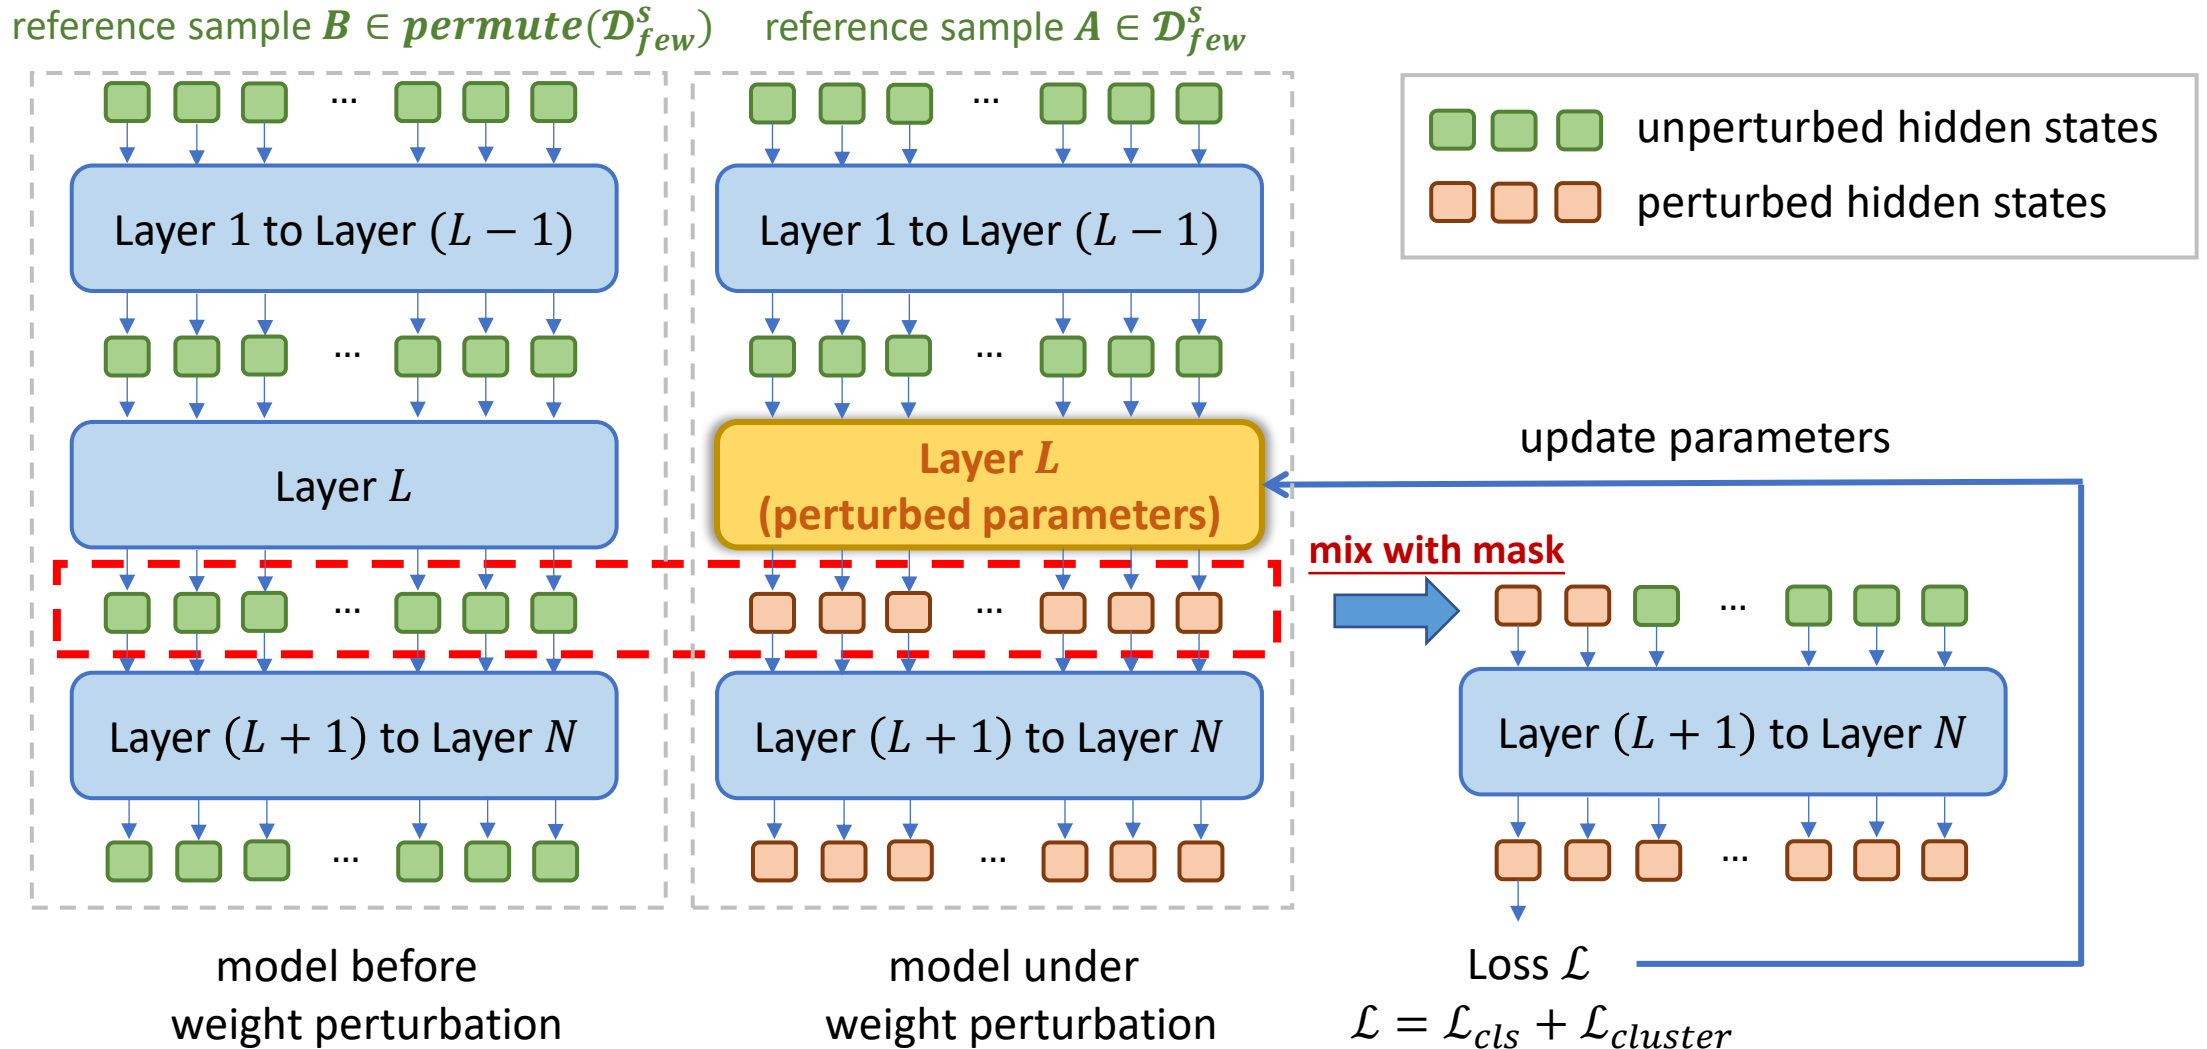 reference sample B ∈ permute(𝒟^s_few)
reference sample A ∈ 𝒟^s_few
...
...
unperturbed hidden states
perturbed hidden states
Layer 1 to Layer (L − 1)
Layer 1 to Layer (L − 1)
...
...
Layer L
Layer L
(perturbed parameters)
update parameters
mix with mask
...
...
...
Layer (L + 1) to Layer N
Layer (L + 1) to Layer N
Layer (L + 1) to Layer N
...
...
...
model before
weight perturbation
model under
weight perturbation
Loss ℒ
ℒ = ℒ_cls + ℒ_cluster